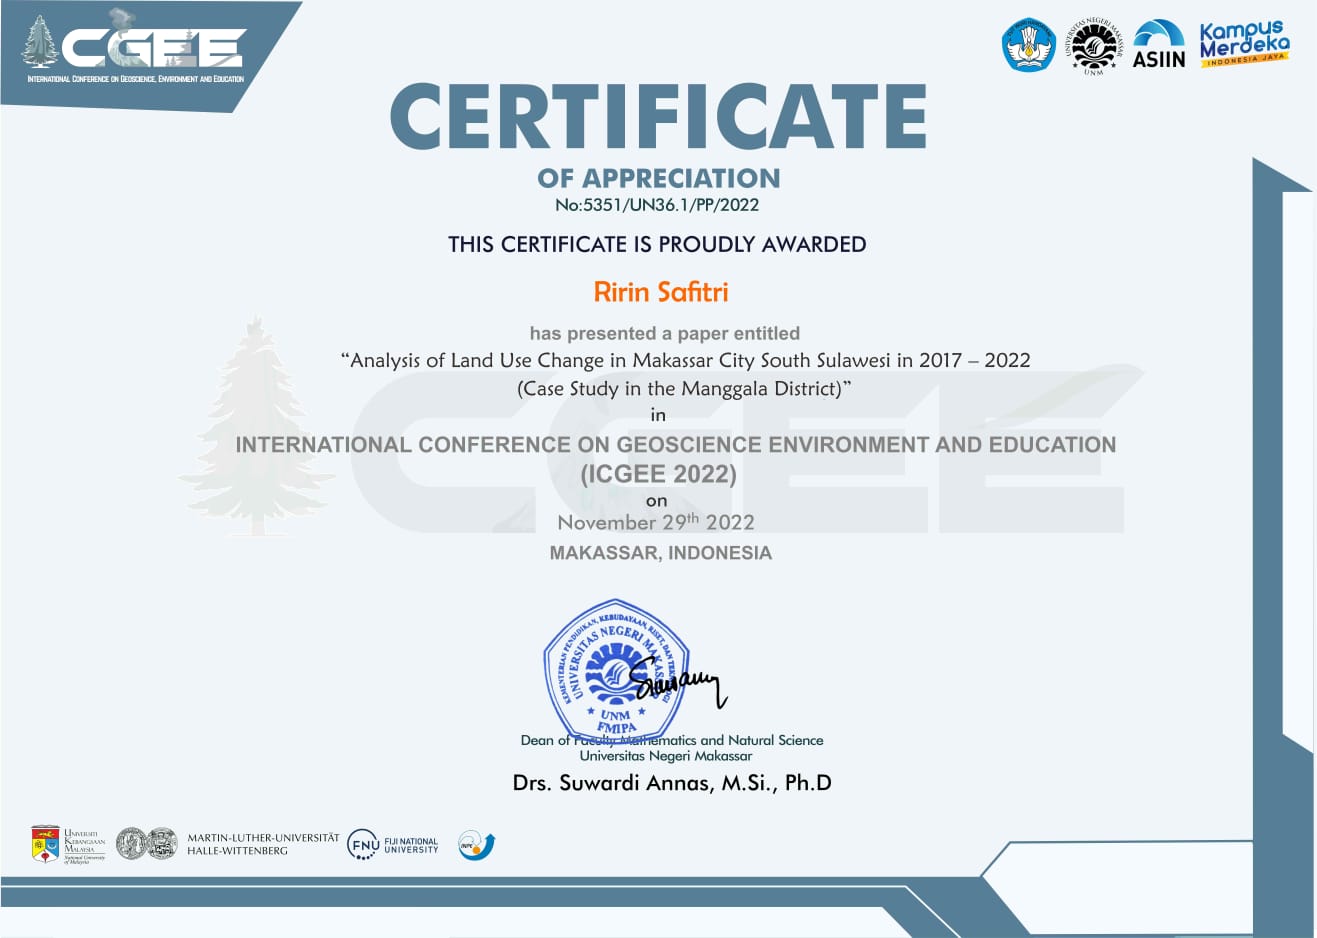 CGEE
INTERNATIONAL CONFERENCE ON GEOSCIENCE, ENVIRONMENT AND EDUCATION
TUT WURI HANDAYANI
UNIVERSITAS NEGERI MAKASSAR
UNM
ASIIN
Kampus
Merdeka
INDONESIA JAYA
CERTIFICATE
OF APPRECIATION
No:5351/UN36.1/PP/2022
THIS CERTIFICATE IS PROUDLY AWARDED
Ririn Safitri
has presented a paper entitled
“Analysis of Land Use Change in Makassar City South Sulawesi in 2017 – 2022
(Case Study in the Manggala District)”
in
INTERNATIONAL CONFERENCE ON GEOSCIENCE ENVIRONMENT AND EDUCATION
(ICGEE 2022)
on
November 29th 2022
MAKASSAR, INDONESIA
CGEE
KEMENTERIAN PENDIDIKAN, KEBUDAYAAN, RISET, DAN TEKNOLOGI
UNIVERSITAS NEGERI MAKASSAR
UNM
FMIPA
Dean of Faculty Mathematics and Natural Science
Universitas Negeri Makassar
Drs. Suwardi Annas, M.Si., Ph.D
UNIVERSITI
KEBANGSAAN
MALAYSIA
National University
of Malaysia
MARTIN-LUTHER-UNIVERSITÄT
HALLE-WITTENBERG
FNU
FIJI NATIONAL
UNIVERSITY